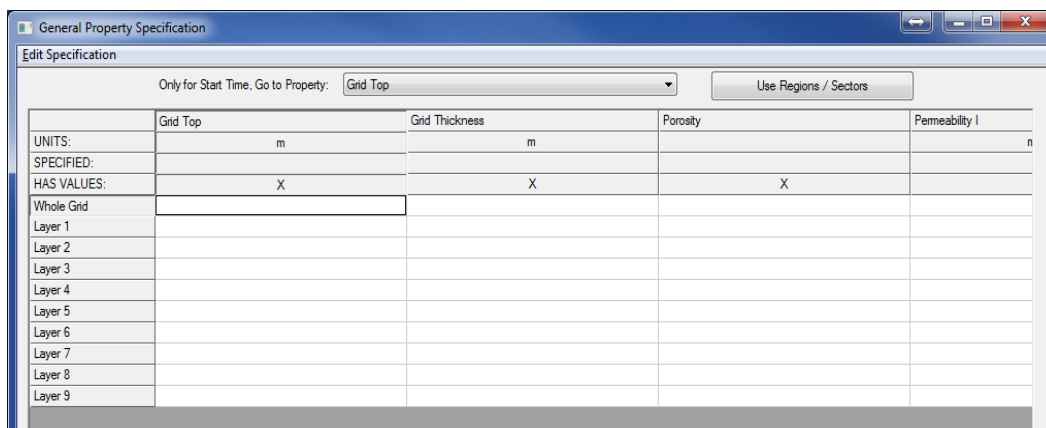 General Property Specification
Edit Specification
Only for Start Time, Go to Property: Grid Top Use Regions / Sectors
Grid Top Grid Thickness Porosity Permeability I
UNITS: m m
SPECIFIED:
HAS VALUES: X X X
Whole Grid
Layer 1
Layer 2
Layer 3
Layer 4
Layer 5
Layer 6
Layer 7
Layer 8
Layer 9